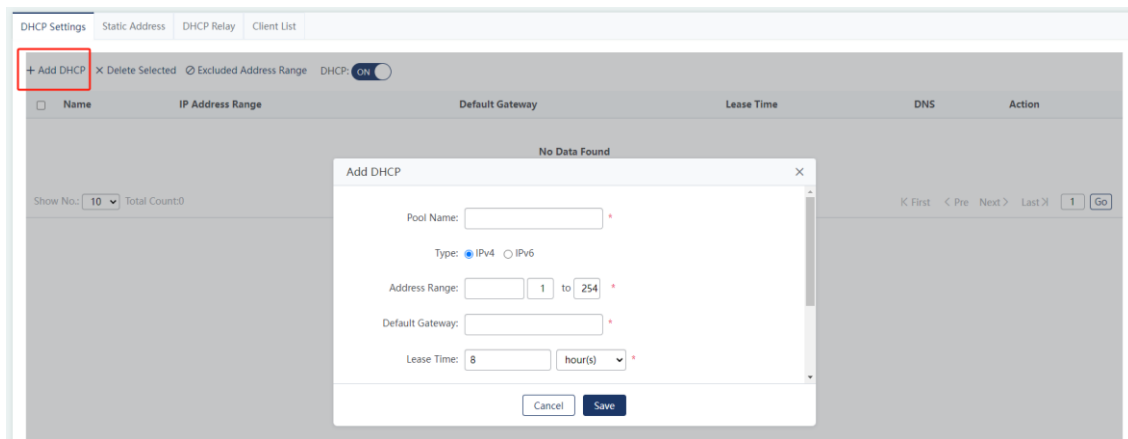 DHCP Settings Static Address DHCP Relay Client List
+ Add DHCP × Delete Selected ⊘ Excluded Address Range DHCP: ON
Name IP Address Range Default Gateway Lease Time DNS Action
No Data Found
Show No.: 10 Total Count:0 K First < Pre Next > Last > 1 Go
Add DHCP ×
Pool Name: *
Type: IPv4 IPv6
Address Range: 1 to 254 *
Default Gateway: *
Lease Time: 8 hour(s) *
Cancel Save